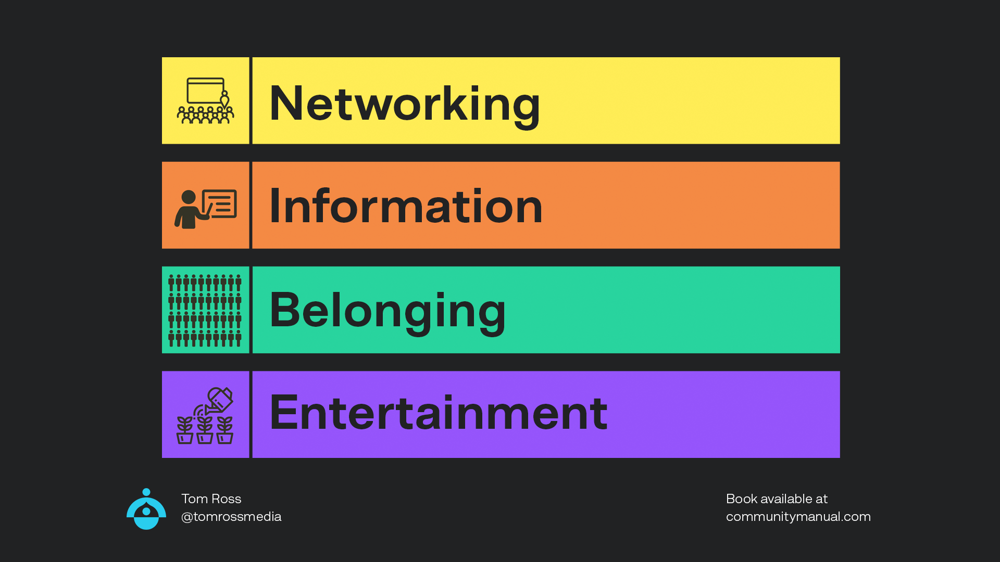 Networking
Information
Belonging
Entertainment
Tom Ross
@tomrossmedia
Book available at
communitymanual.com